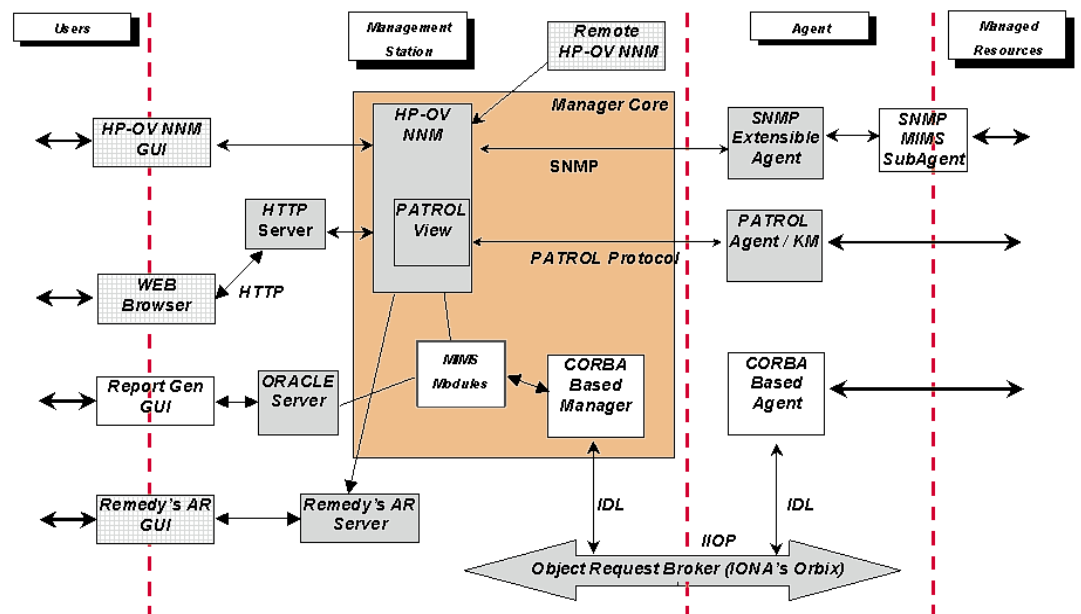 Users
Management
Station
Remote
HP-OV NNM
Agent
Managed
Resources
Manager Core
HP-OV NNM
GUI
HP-OV
NNM
SNMP
SNMP
Extensible
Agent
SNMP
MIMS
SubAgent
HTTP
Server
PATROL
View
PATROL Protocol
PATROL
Agent / KM
WEB
Browser
HTTP
Report Gen
GUI
ORACLE
Server
MIMS
Modules
CORBA
Based
Manager
CORBA
Based
Agent
Remedy's AR
GUI
Remedy's AR
Server
IDL
IDL
IIOP
Object Request Broker (IONA's Orbix)